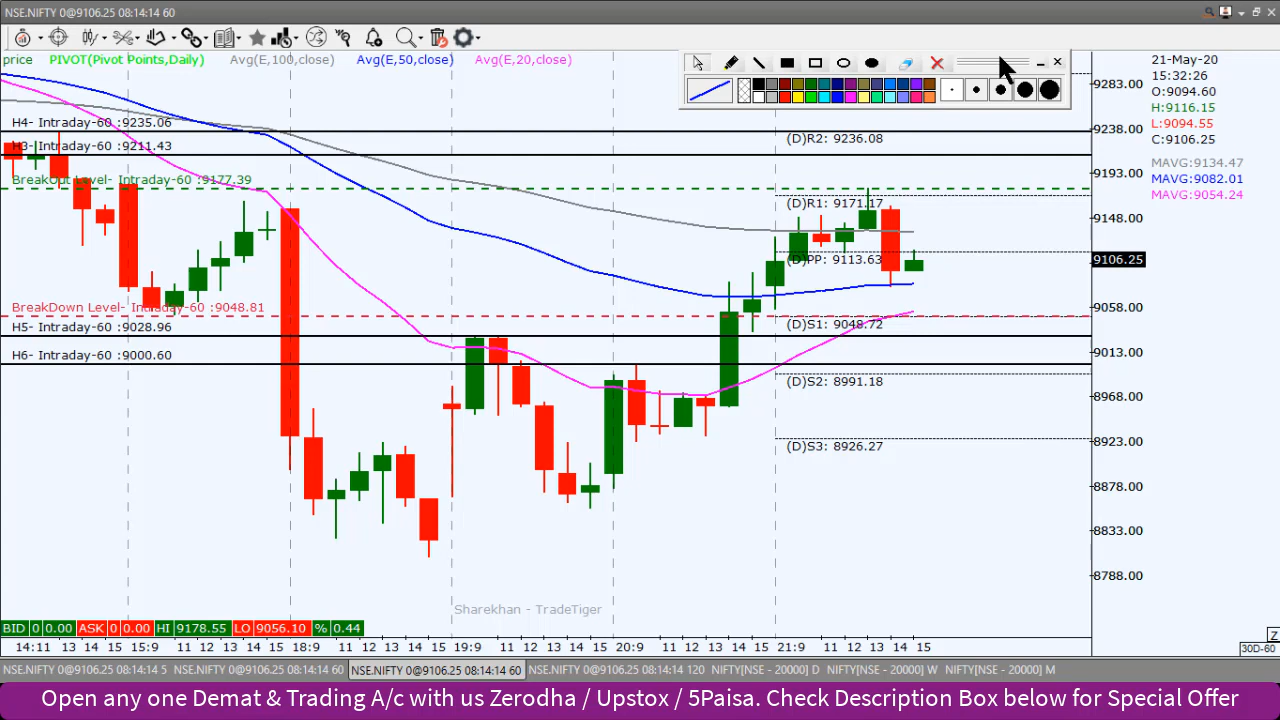 NSE.NIFTY 0@9106.25 08:14:14 60
price PIVOT(Pivot Points,Daily) Avg(E,100,close) Avg(E,50,close) Avg(E,20,close)
21-May-20
15:32:26
O:9094.60
H:9116.15
L:9094.55
C:9106.25
MAVG:9134.47
MAVG:9082.01
MAVG:9054.24
9283.00
9238.00
9193.00
9148.00
9106.25
9058.00
9013.00
8968.00
8923.00
8878.00
8833.00
8788.00
H4- Intraday-60 :9235.06
H3- Intraday-60 :9211.43
BreakOut Level- Intraday-60 :9177.39
BreakDown Level- Intraday-60 :9048.81
H5- Intraday-60 :9028.96
H6- Intraday-60 :9000.60
(D)R2: 9236.08
(D)R1: 9171.17
(D)PP: 9113.63
(D)S1: 9048.72
(D)S2: 8991.18
(D)S3: 8926.27
Sharekhan - TradeTiger
BID 0 0.00 ASK 0 0.00 HI 9178.55 LO 9056.10 % 0.44
Z
14:11 13 14 15 15:9 11 12 13 14 15 18:9 11 12 13 14 15 19:9 11 12 13 14 15 20:9 11 12 13 14 15 21:9 11 12 13 14 15
30D-60
NSE.NIFTY 0@9106.25 08:14:14 5 NSE.NIFTY 0@9106.25 08:14:14 60 NSE.NIFTY 0@9106.25 08:14:14 60 NSE.NIFTY 0@9106.25 08:14:14 120 NIFTY[NSE - 20000] D NIFTY[NSE - 20000] W NIFTY[NSE - 20000] M
Open any one Demat & Trading A/c with us Zerodha / Upstox / 5Paisa. Check Description Box below for Special Offer